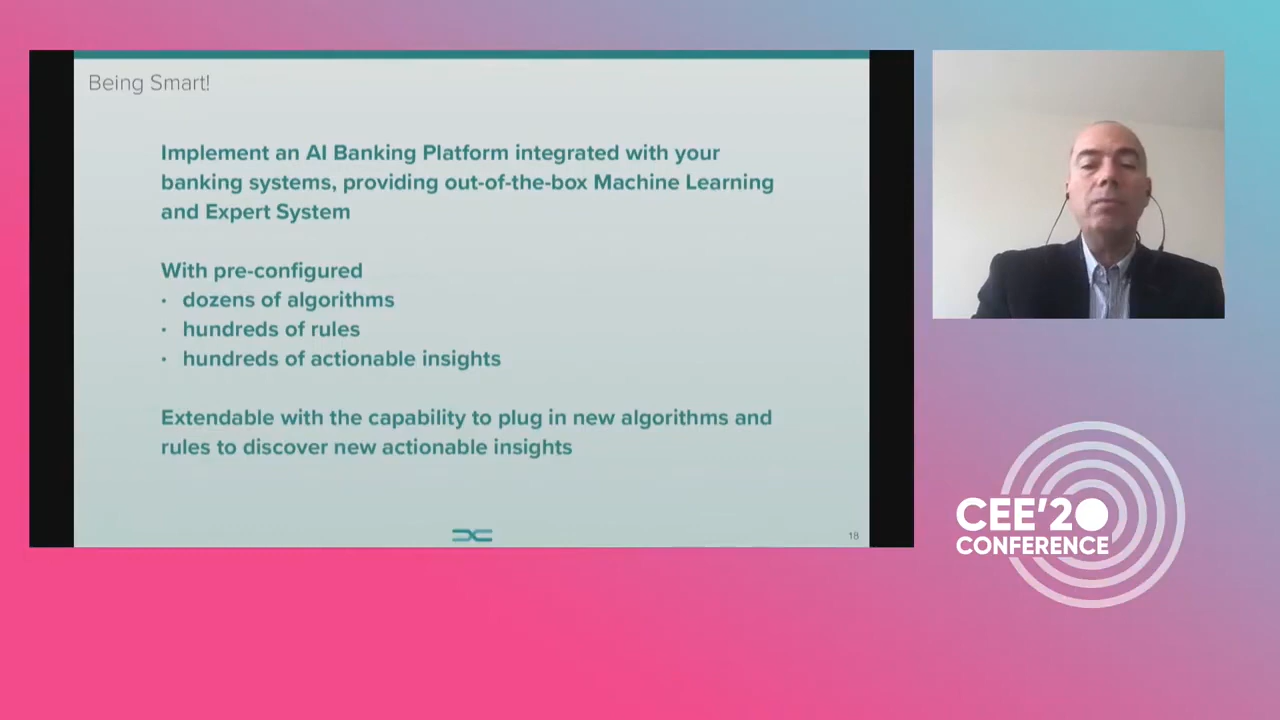 Being Smart!
Implement an AI Banking Platform integrated with your
banking systems, providing out-of-the-box Machine Learning
and Expert System
With pre-configured
• dozens of algorithms
• hundreds of rules
• hundreds of actionable insights
Extendable with the capability to plug in new algorithms and
rules to discover new actionable insights
18
CEE'20
CONFERENCE